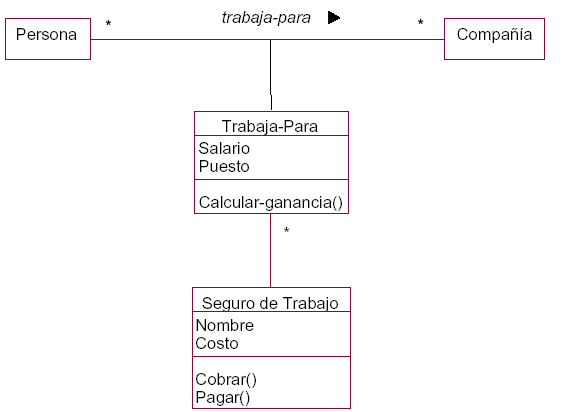 trabaja-para
Persona
*
*
Compañía
Trabaja-Para
Salario
Puesto
Calcular-ganancia()
*
Seguro de Trabajo
Nombre
Costo
Cobrar()
Pagar()